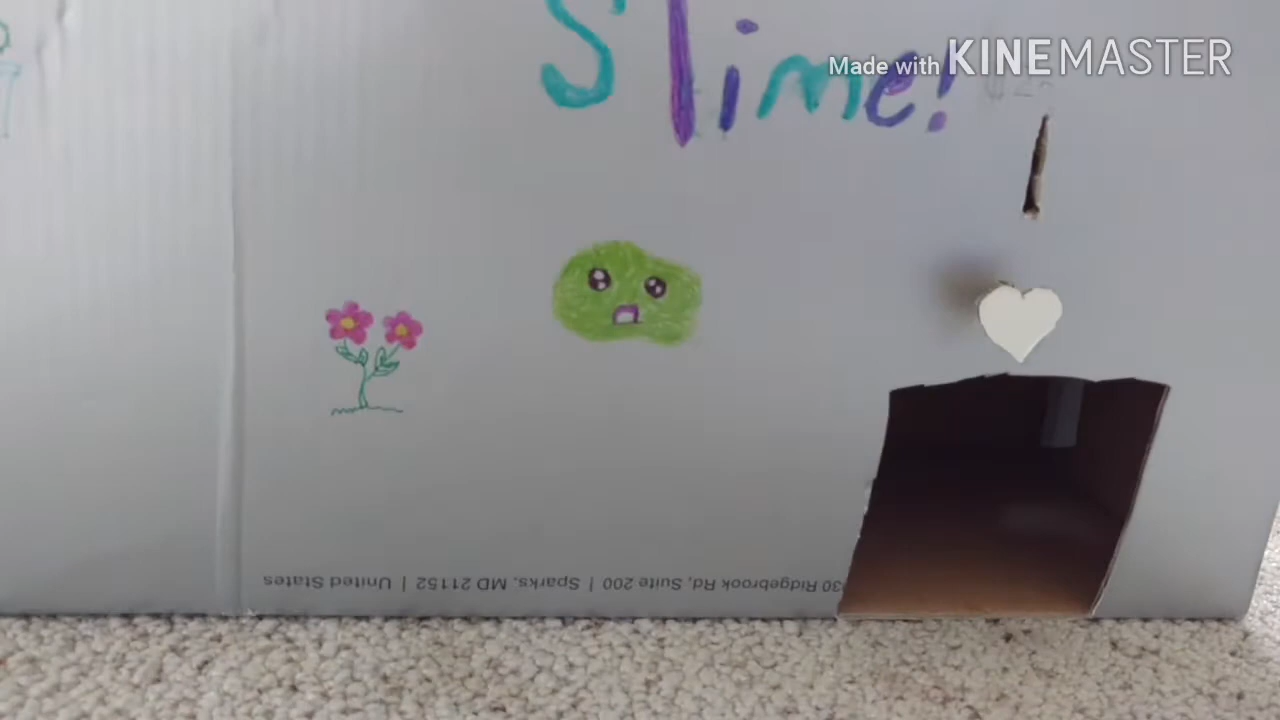 Made with KINEMASTER
Slime!
30 Ridgebrook Rd, Suite 200 | Sparks, MD 21152 | United States